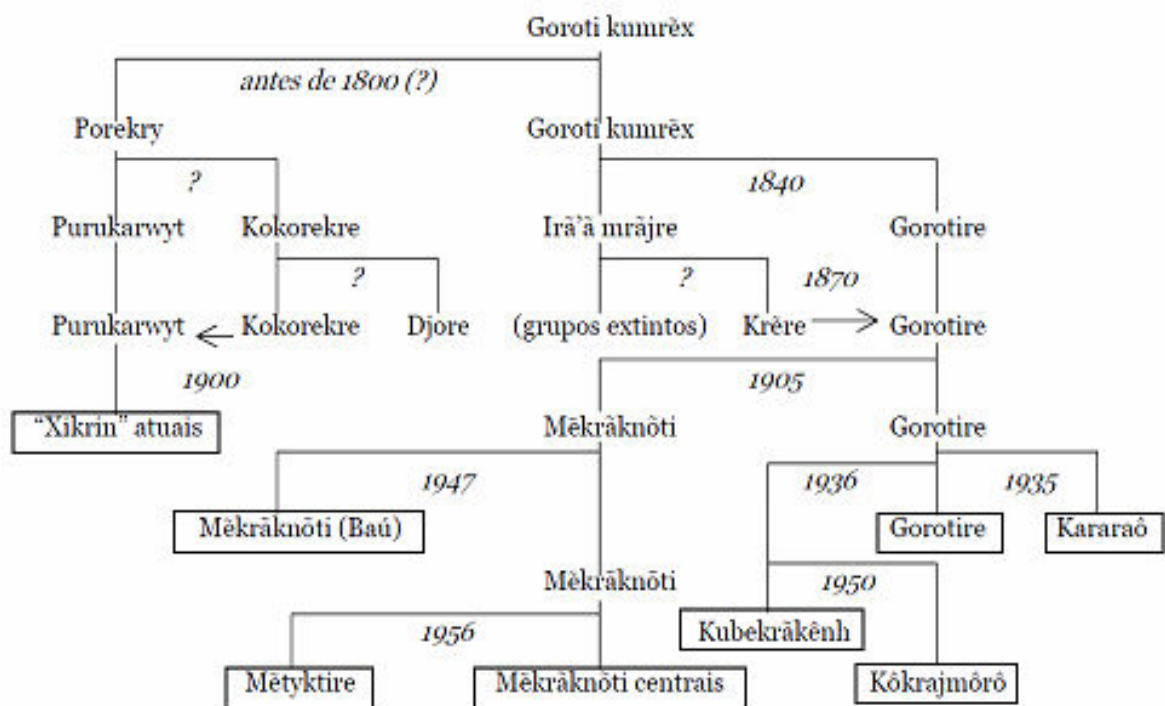 Goroti kumrẽx
antes de 1800 (?)
Porekry Goroti kumrẽx
? 1840
Purukarwyt Kokorekre Irã'ã mrãjre Gorotire
? ? 1870
Purukarwyt Kokorekre Djore (grupos extintos) Krẽre Gorotire
1900 1905
“Xikrin” atuais Mẽkrãknõti Gorotire
1947 1936 1935
Mẽkrãknõti (Baú) Gorotire Kararaô
Mẽkrãknõti 1950
1956 Kubekrãkênh
Mẽtyktire Mẽkrãknõti centrais Kôkrajmôrô